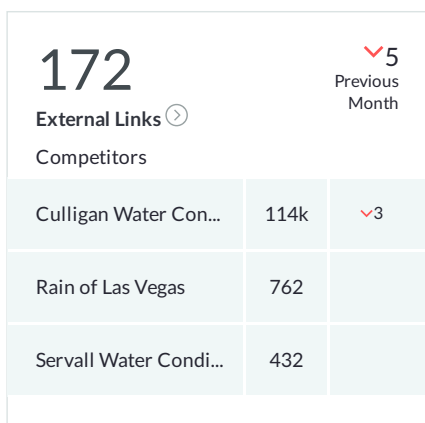 172
5
Previous
Month
External Links
Competitors
Culligan Water Con... 114k 3
Rain of Las Vegas 762
Servall Water Condi... 432